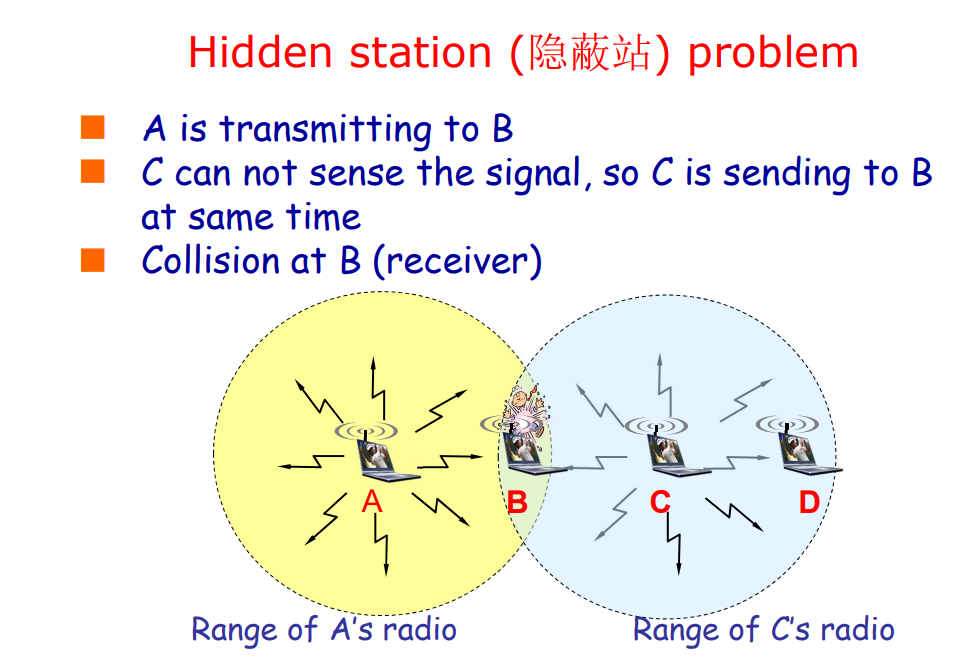 Hidden station (隐蔽站) problem
A is transmitting to B
C can not sense the signal, so C is sending to B
at same time
Collision at B (receiver)
A
B
C
D
Range of A's radio
Range of C's radio